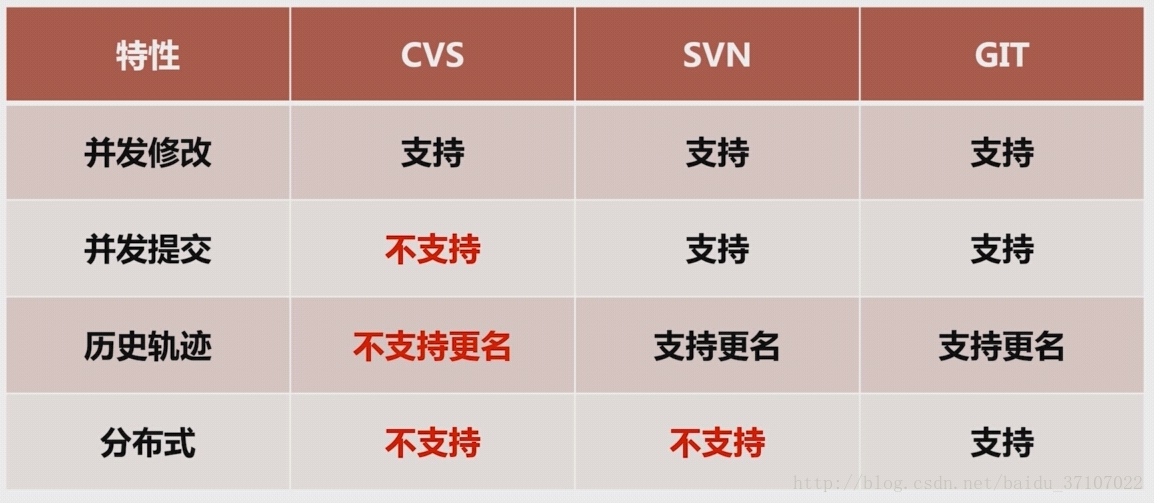 特性 CVS SVN GIT
并发修改 支持 支持 支持
并发提交 不支持 支持 支持
历史轨迹 不支持更名 支持更名 支持更名
分布式 不支持 不支持 支持
http://blog.csdn.net/baidu_37107022